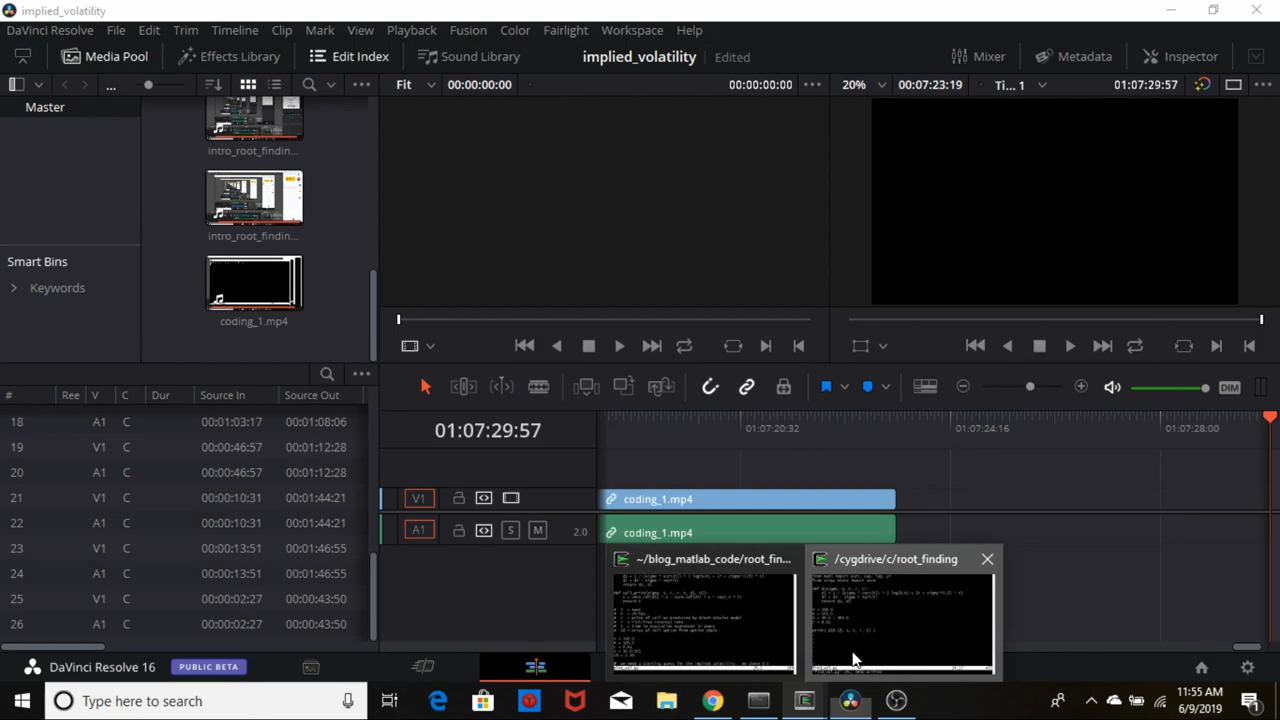 implied_volatility
DaVinci Resolve File Edit Trim Timeline Clip Mark View Playback Fusion Color Fairlight Workspace Help
Media Pool Effects Library Edit Index Sound Library implied_volatility Edited Mixer Metadata Inspector
... Fit 00:00:00:00 00:00:00:00 20% 00:07:23:19 Ti... 1 01:07:29:57
Master
intro_root_findin...
intro_root_findin...
Smart Bins
Keywords
coding_1.mp4
# Ree V C Dur Source In Source Out
18 A1 C 00:01:03:17 00:01:08:06
19 V1 C 00:00:46:57 00:01:12:28
20 A1 C 00:00:46:57 00:01:12:28
21 V1 C 00:00:10:31 00:01:44:21
22 A1 C 00:00:10:31 00:01:44:21
23 V1 C 00:00:13:51 00:01:46:55
24 A1 C 00:00:13:51 00:01:46:55
25 V1 C 00:00:02:27 00:00:43:50
26 A1 C 00:00:02:27 00:00:43:50
DIM
01:07:29:57 01:07:20:32 01:07:24:16 01:07:28:00
V1 coding_1.mp4
A1 S M 2.0 coding_1.mp4
~/blog_matlab_code/root_fin... /cygdrive/c/root_finding
DaVinci Resolve 16 PUBLIC BETA
Type here to search
11:55 AM
6/9/2019
1